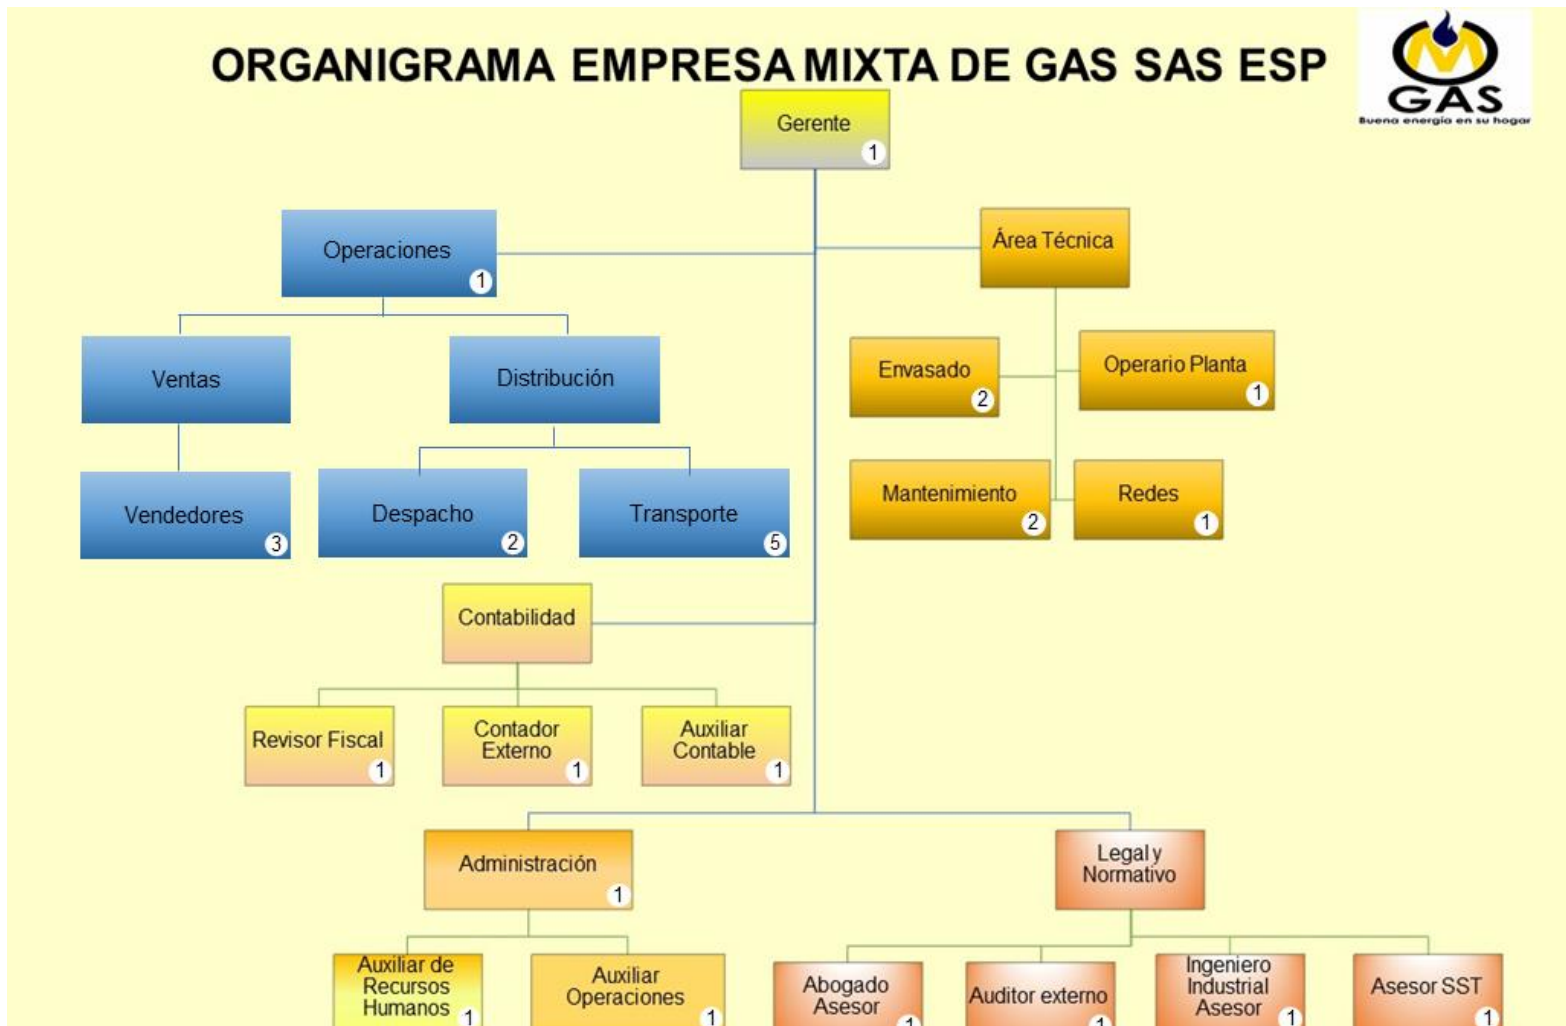 ORGANIGRAMA EMPRESA MIXTA DE GAS SAS ESP
GAS
Buena energía en su hogar
Gerente
1
Operaciones
1
Área Técnica
Ventas
Distribución
Envasado
2
Operario Planta
1
Vendedores
3
Despacho
2
Transporte
5
Mantenimiento
2
Redes
1
Contabilidad
Revisor Fiscal
1
Contador
Externo
1
Auxiliar
Contable
1
Administración
1
Legal y
Normativo
Auxiliar de
Recursos
Humanos
1
Auxiliar
Operaciones
1
Abogado
Asesor
1
Auditor externo
1
Ingeniero
Industrial
Asesor
1
Asesor SST
1